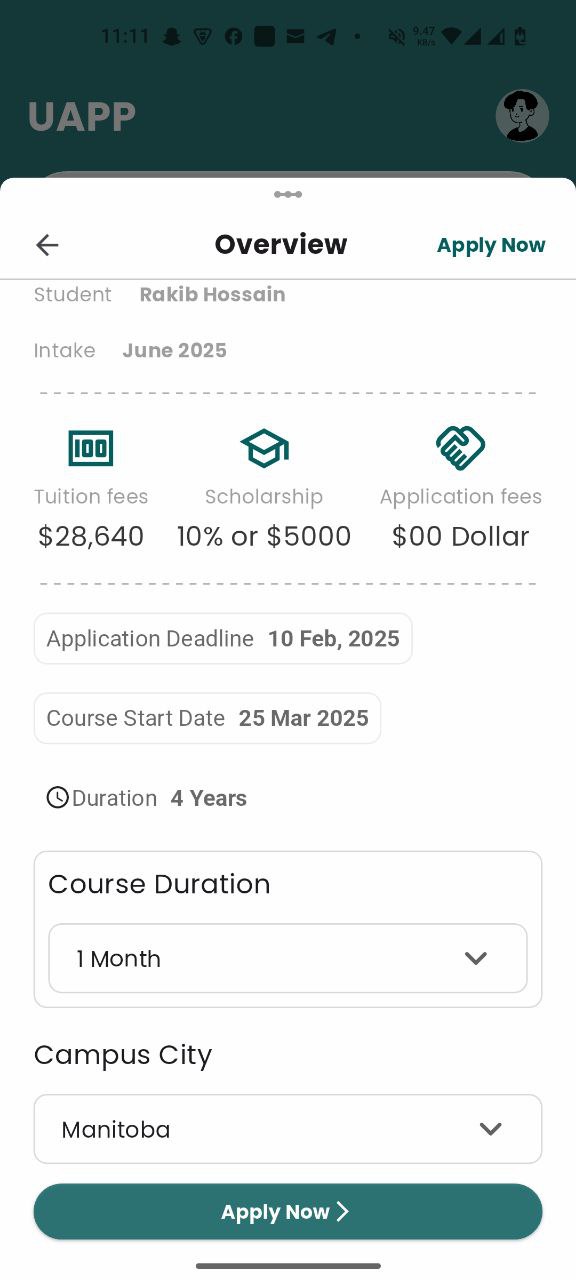 11:11 9.47 KB/s
UAPP
Overview Apply Now
Student Rakib Hossain
Intake June 2025
100
Tuition fees Scholarship Application fees
$28,640 10% or $5000 $00 Dollar
Application Deadline 10 Feb, 2025
Course Start Date 25 Mar 2025
Duration 4 Years
Course Duration
1 Month
Campus City
Manitoba
Apply Now